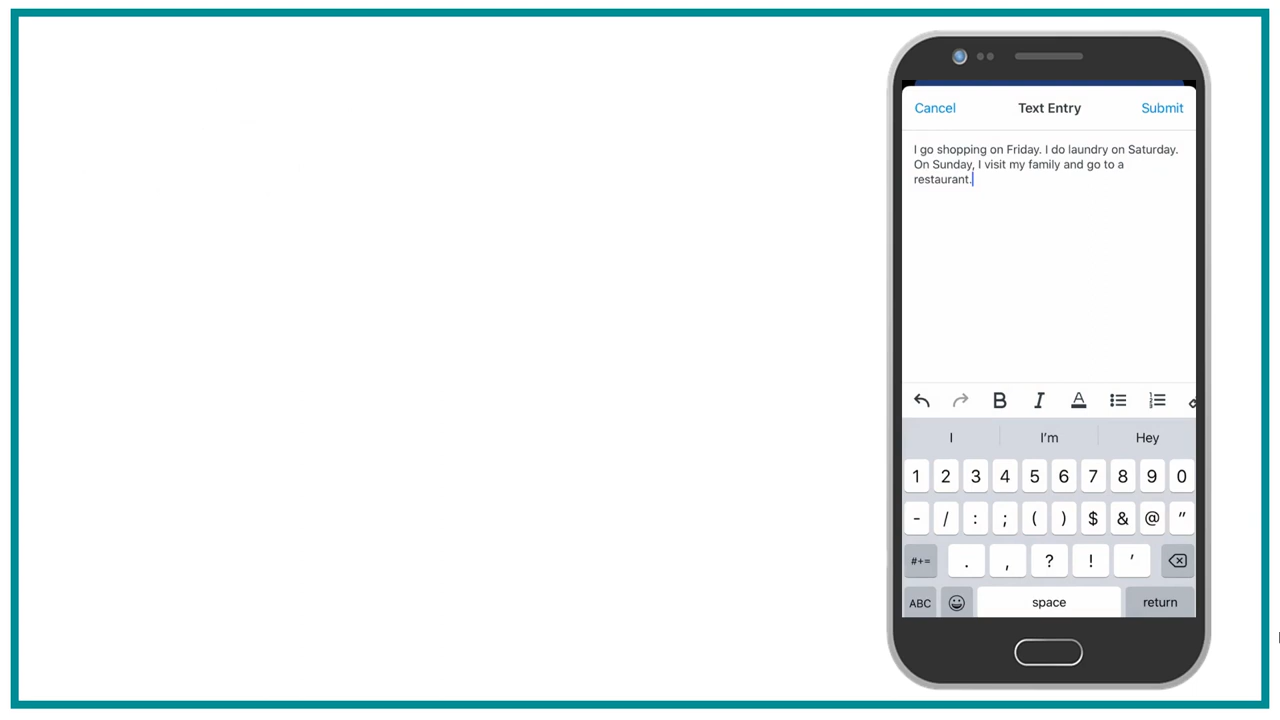 Cancel Text Entry Submit
I go shopping on Friday. I do laundry on Saturday.
On Sunday, I visit my family and go to a
restaurant.
B I A
I I’m Hey
1 2 3 4 5 6 7 8 9 0
- / : ; ( ) $ & @ "
#+= . , ? ! ’
ABC space return